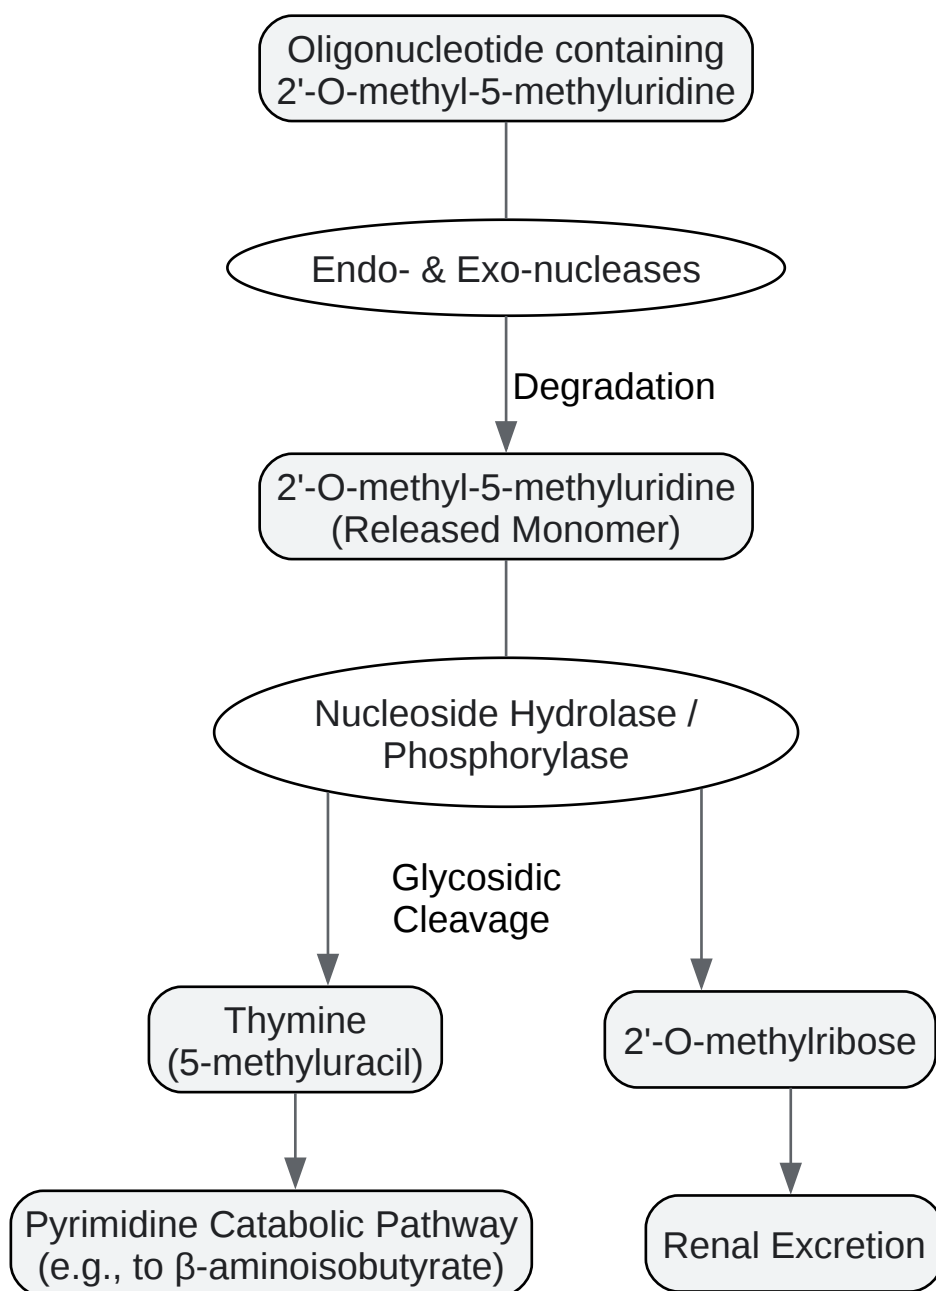 Oligonucleotide containing
2'-O-methyl-5-methyluridine
Endo- & Exo-nucleases
Degradation
2'-O-methyl-5-methyluridine
(Released Monomer)
Nucleoside Hydrolase /
Phosphorylase
Glycosidic
Cleavage
Thymine
(5-methyluracil)
2'-O-methylribose
Pyrimidine Catabolic Pathway
(e.g., to β-aminoisobutyrate)
Renal Excretion